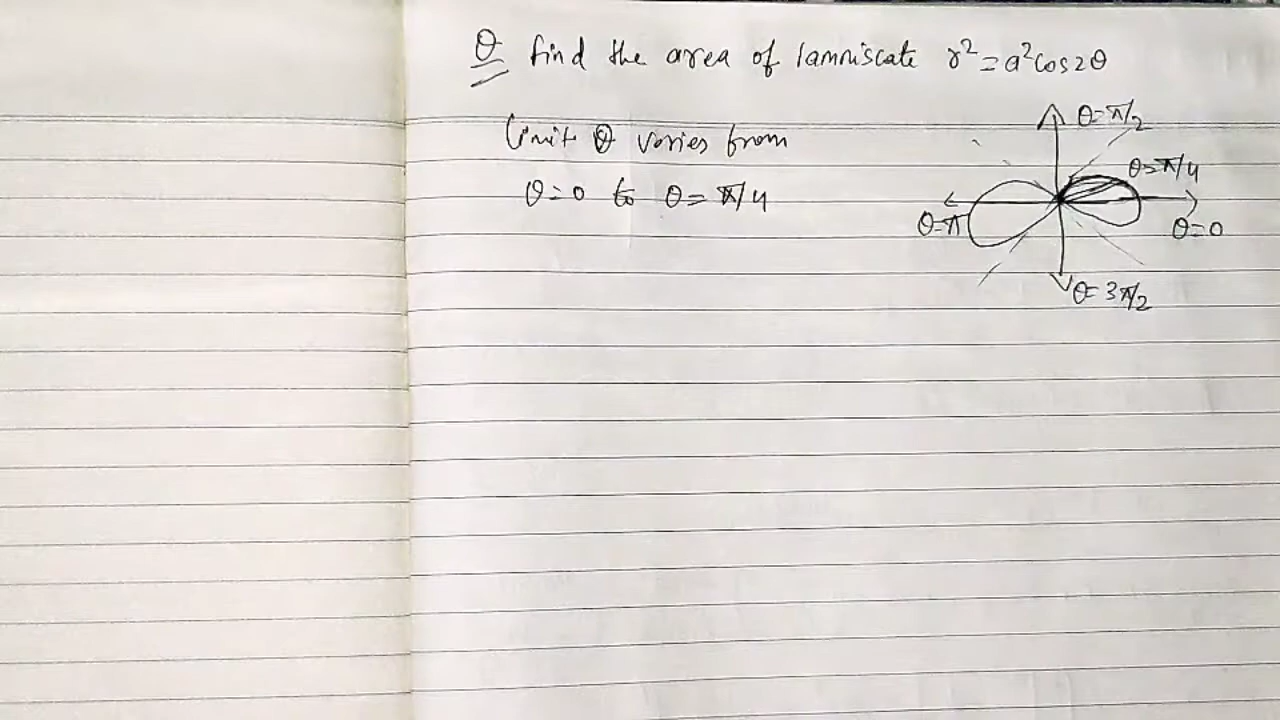 Q find the area of lamniscate r²=a²cos2θ
limit θ varies from
θ=0 to θ=π/4
θ=π/2
θ=π/4
θ=π
θ=0
θ=3π/2